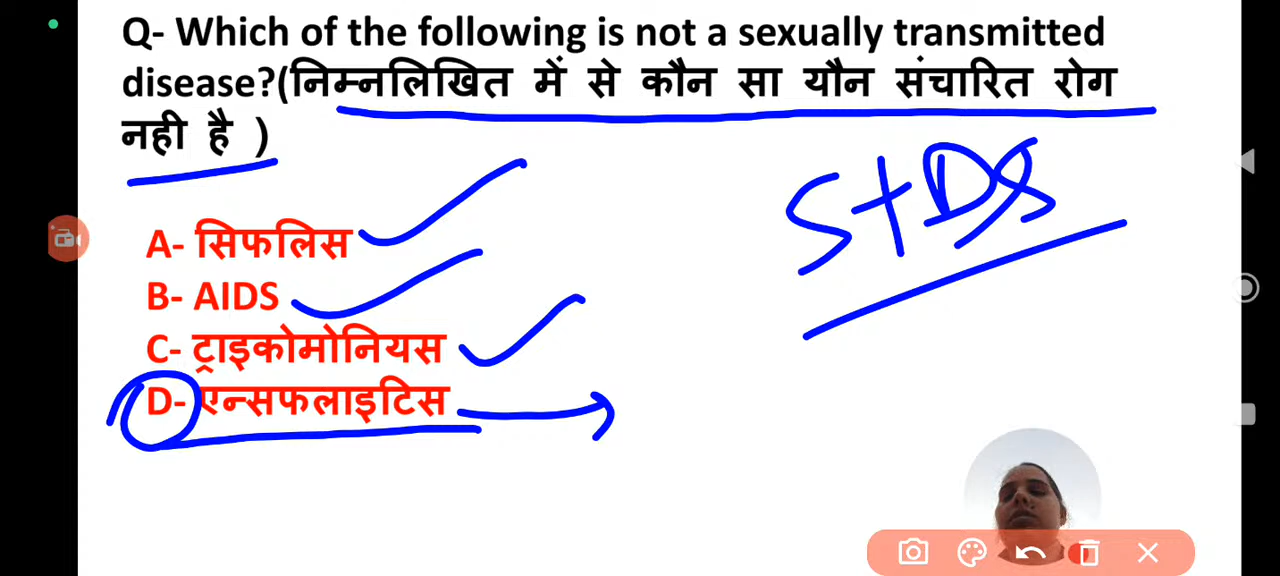 Q- Which of the following is not a sexually transmitted
disease?(निम्नलिखित में से कौन सा यौन संचारित रोग
नही है )
STDS
A- सिफलिस
B- AIDS
C- ट्राइकोमोनियस
D- एन्सफलाइटिस